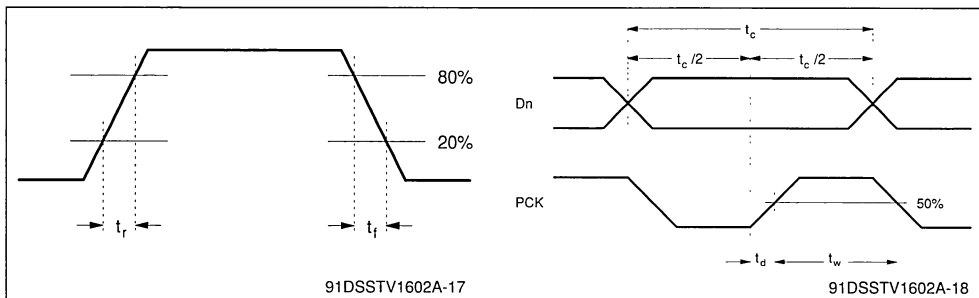 80%
20%
t_r
t_f
91DSSTV1602A-17
t_c
t_c/2
t_c/2
Dn
PCK
50%
t_d
t_w
91DSSTV1602A-18